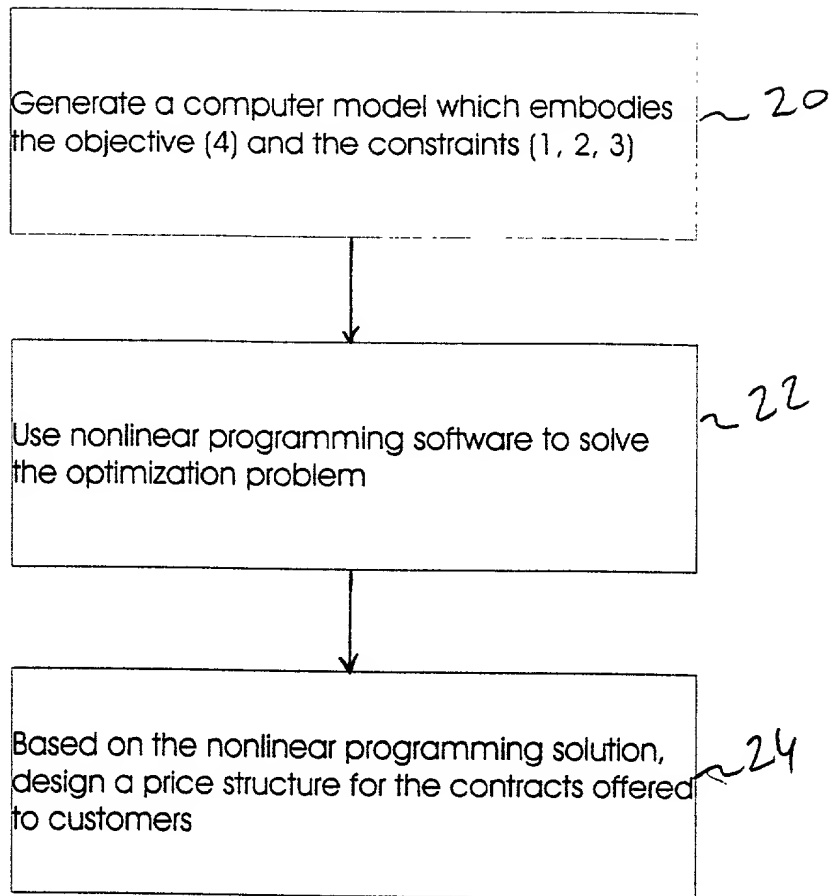 Generate a computer model which embodies
the objective (4) and the constraints (1, 2, 3)
20
Use nonlinear programming software to solve
the optimization problem
22
Based on the nonlinear programming solution,
design a price structure for the contracts offered
to customers
24